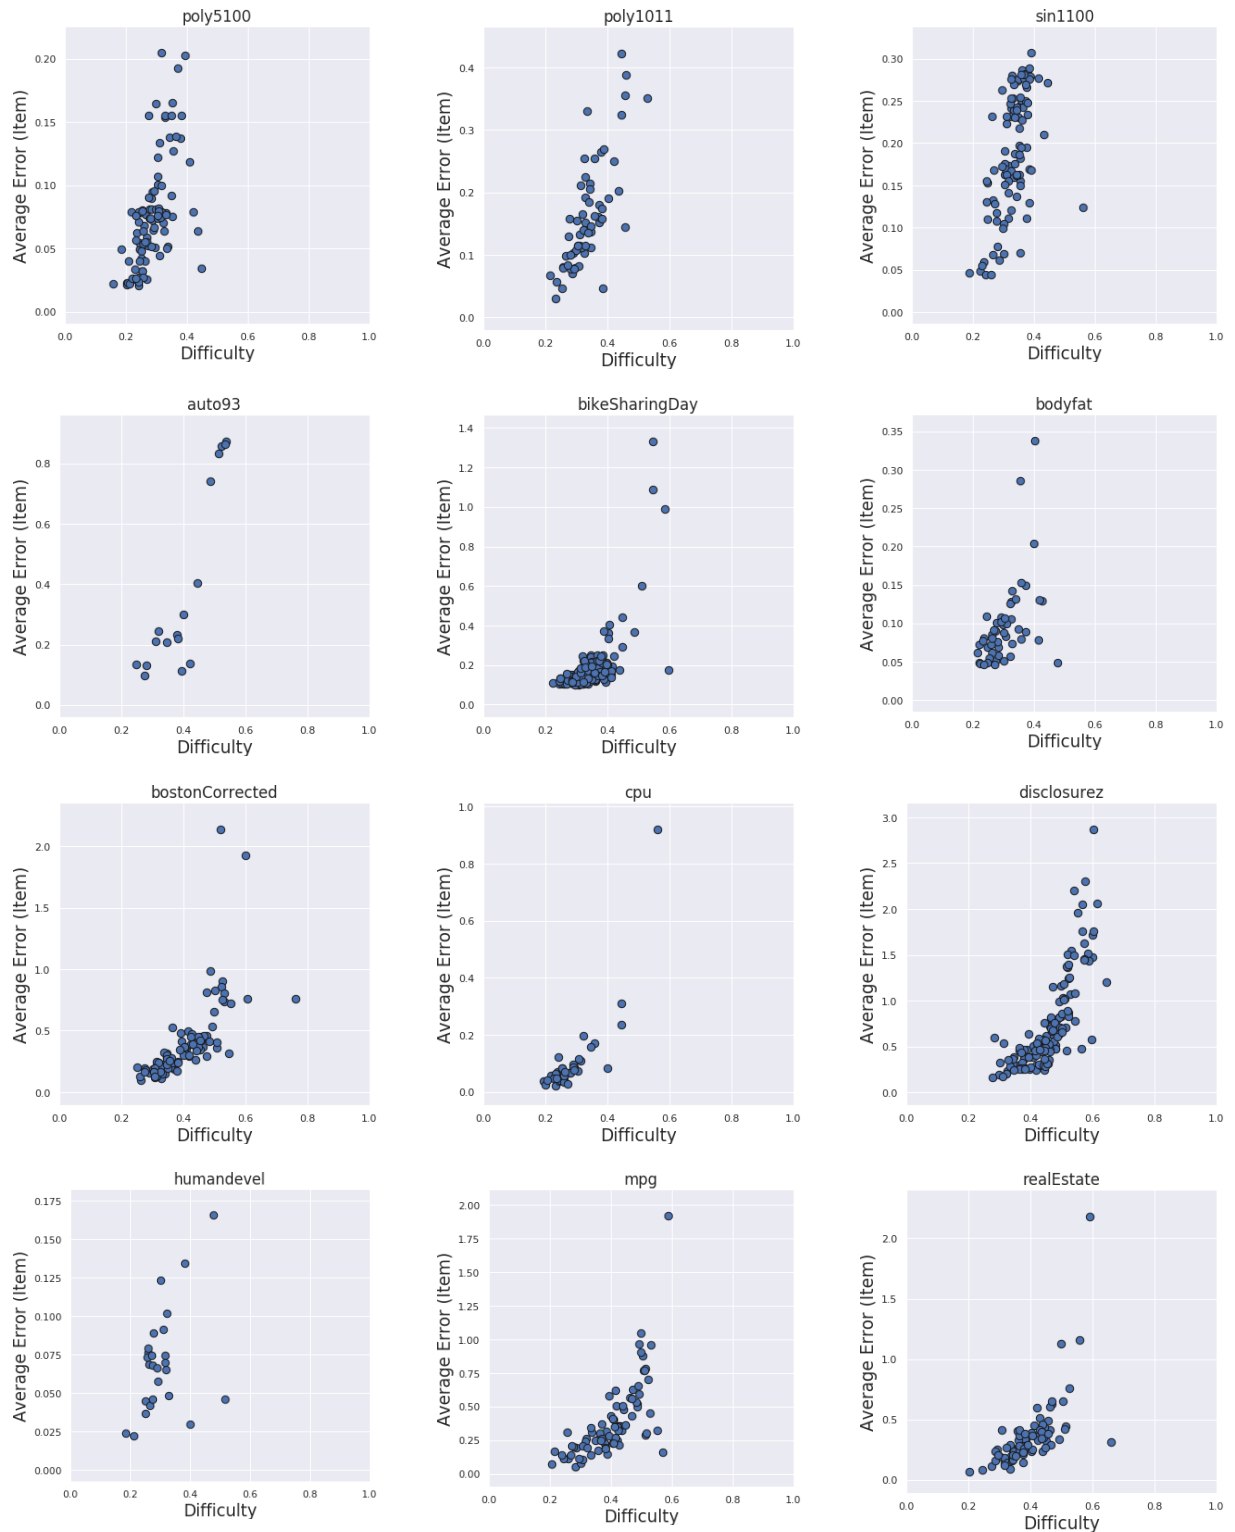 poly5100
Average Error (Item)
0.20
0.15
0.10
0.05
0.00
0.0 0.2 0.4 0.6 0.8 1.0
Difficulty
poly1011
Average Error (Item)
0.4
0.3
0.2
0.1
0.0
0.0 0.2 0.4 0.6 0.8 1.0
Difficulty
sin1100
Average Error (Item)
0.30
0.25
0.20
0.15
0.10
0.05
0.00
0.0 0.2 0.4 0.6 0.8 1.0
Difficulty
auto93
Average Error (Item)
0.8
0.6
0.4
0.2
0.0
0.0 0.2 0.4 0.6 0.8 1.0
Difficulty
bikeSharingDay
Average Error (Item)
1.4
1.2
1.0
0.8
0.6
0.4
0.2
0.0
0.0 0.2 0.4 0.6 0.8 1.0
Difficulty
bodyfat
Average Error (Item)
0.35
0.30
0.25
0.20
0.15
0.10
0.05
0.00
0.0 0.2 0.4 0.6 0.8 1.0
Difficulty
bostonCorrected
Average Error (Item)
2.0
1.5
1.0
0.5
0.0
0.0 0.2 0.4 0.6 0.8 1.0
Difficulty
cpu
Average Error (Item)
1.0
0.8
0.6
0.4
0.2
0.0
0.0 0.2 0.4 0.6 0.8 1.0
Difficulty
disclosurez
Average Error (Item)
3.0
2.5
2.0
1.5
1.0
0.5
0.0
0.0 0.2 0.4 0.6 0.8 1.0
Difficulty
humandevel
Average Error (Item)
0.175
0.150
0.125
0.100
0.075
0.050
0.025
0.000
0.0 0.2 0.4 0.6 0.8 1.0
Difficulty
mpg
Average Error (Item)
2.00
1.75
1.50
1.25
1.00
0.75
0.50
0.25
0.00
0.0 0.2 0.4 0.6 0.8 1.0
Difficulty
realEstate
Average Error (Item)
2.0
1.5
1.0
0.5
0.0
0.0 0.2 0.4 0.6 0.8 1.0
Difficulty